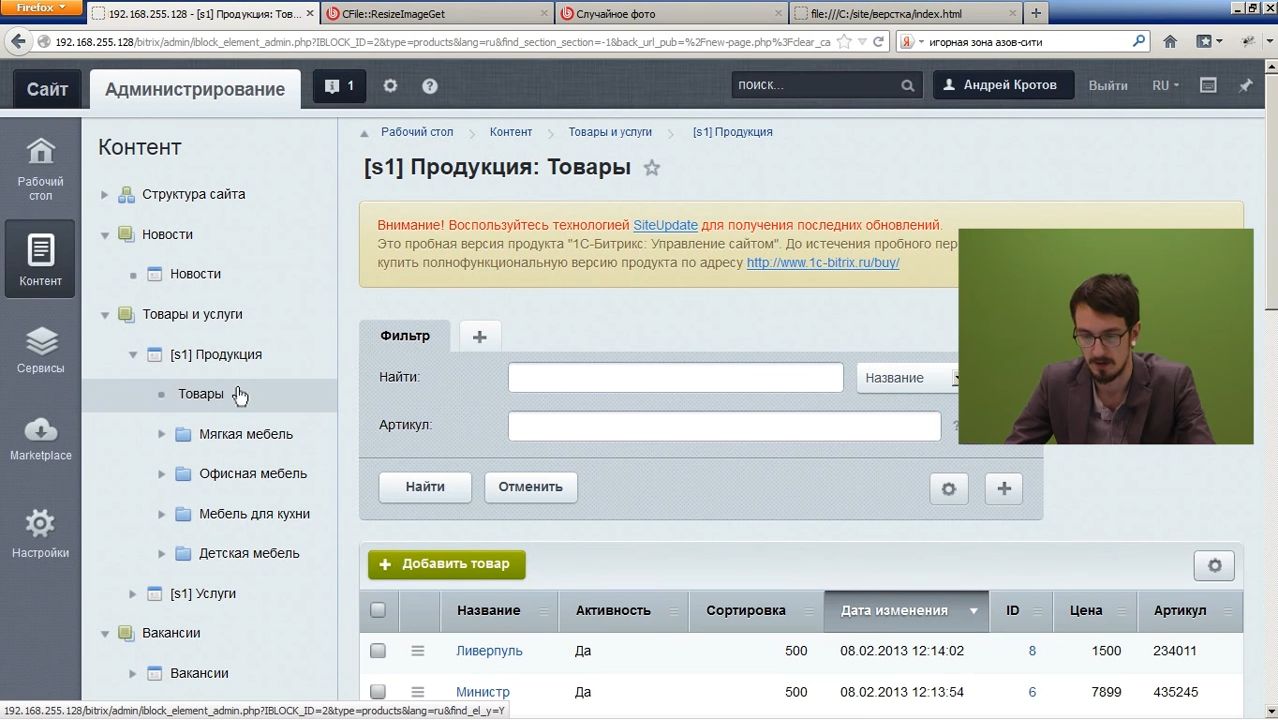 Firefox
192.168.255.128 - [s1] Продукция: Тов...
CFile::ResizeImageGet
Случайное фото
file:///C:/site/верстка/index.html
192.168.255.128/bitrix/admin/iblock_element_admin.php?IBLOCK_ID=2&type=products&lang=ru&find_section_section=-1&back_url_pub=%2Fnew-page.php%3Fclear_ca
игорная зона азов-сити
Сайт
Администрирование
1
поиск...
Андрей Кротов
Выйти
RU
Рабочий стол
Контент
Сервисы
Marketplace
Настройки
Контент
Структура сайта
Новости
Новости
Товары и услуги
[s1] Продукция
Товары
Мягкая мебель
Офисная мебель
Мебель для кухни
Детская мебель
[s1] Услуги
Вакансии
Вакансии
Рабочий стол Контент Товары и услуги [s1] Продукция
[s1] Продукция: Товары
Внимание! Воспользуйтесь технологией SiteUpdate для получения последних обновлений.
Это пробная версия продукта "1С-Битрикс: Управление сайтом". До истечения пробного пер
купить полнофункциональную версию продукта по адресу http://www.1c-bitrix.ru/buy/
Фильтр
Найти:
Название
Артикул:
?
Найти
Отменить
Добавить товар
Название Активность Сортировка Дата изменения ID Цена Артикул
Ливерпуль Да 500 08.02.2013 12:14:02 8 1500 234011
Министр Да 500 08.02.2013 12:13:54 6 7899 435245
192.168.255.128/bitrix/admin/iblock_element_admin.php?IBLOCK_ID=2&type=products&lang=ru&find_el_y=Y